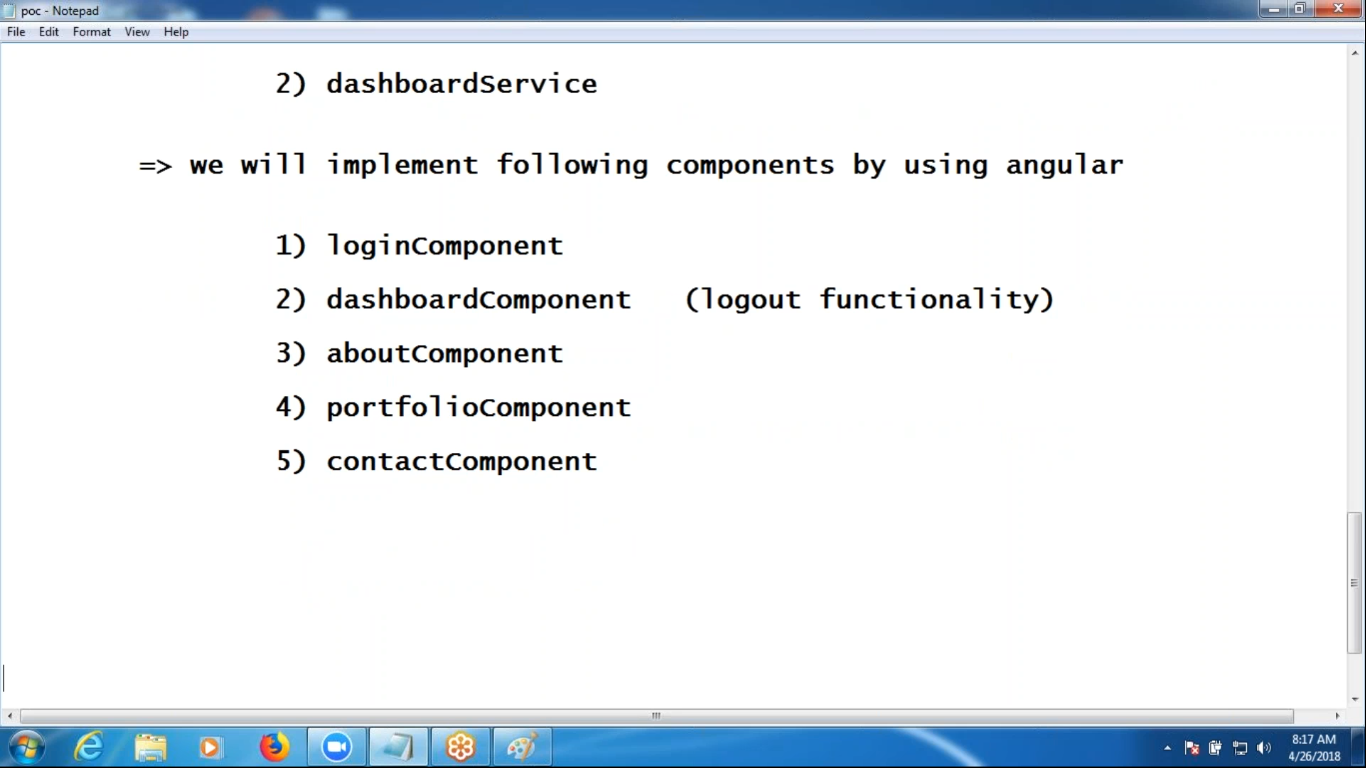 poc - Notepad
File Edit Format View Help
2) dashboardService
=> we will implement following components by using angular
1) loginComponent
2) dashboardComponent (logout functionality)
3) aboutComponent
4) portfolioComponent
5) contactComponent
8:17 AM
4/26/2018